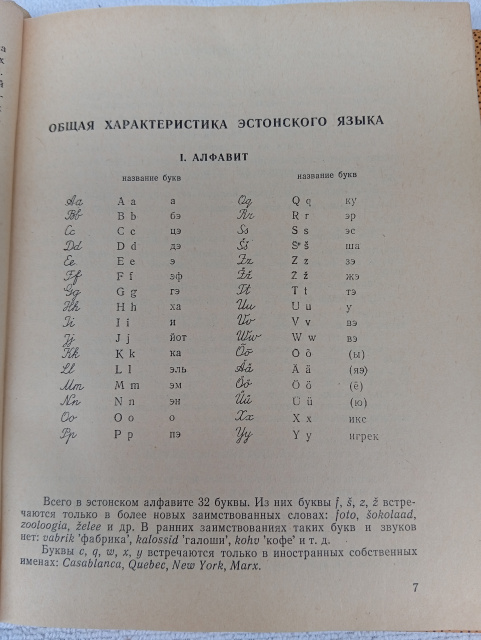 ОБЩАЯ ХАРАКТЕРИСТИКА ЭСТОНСКОГО ЯЗЫКА
I. АЛФАВИТ
название букв название букв
Aa A a а Qq Q q ку
Bb B b бэ Rr R r эр
Cc C c цэ Ss S s эс
Dd D d дэ Šš S š ша
Ee E e э Zz Z z зэ
Ff F f эф Žž Ž ž жэ
Gg G g гэ Tt T t тэ
Hh H h ха Uu U u у
Ii I i и Vv V v вэ
Jj J j йот Ww W w вэ
Kk K k ка Õõ Õ õ (ы)
Ll L l эль Ää Ä ä (яэ)
Mm M m эм Öö Ö ö (ё)
Nn N n эн Üü Ü ü (ю)
Oo O o о Xx X x икс
Pp P p пэ Yy Y y игрек
Всего в эстонском алфавите 32 буквы. Из них буквы f, š, z, ž встре-
чаются только в более новых заимствованных словах: foto, šokolaad,
zooloogia, želee и др. В ранних заимствованиях таких букв и звуков
нет: vabrik 'фабрика', kalossid 'галоши', kohv 'кофе' и т. д.
Буквы c, q, w, x, y встречаются только в иностранных собственных
именах: Casablanca, Quebec, New York, Marx.
7